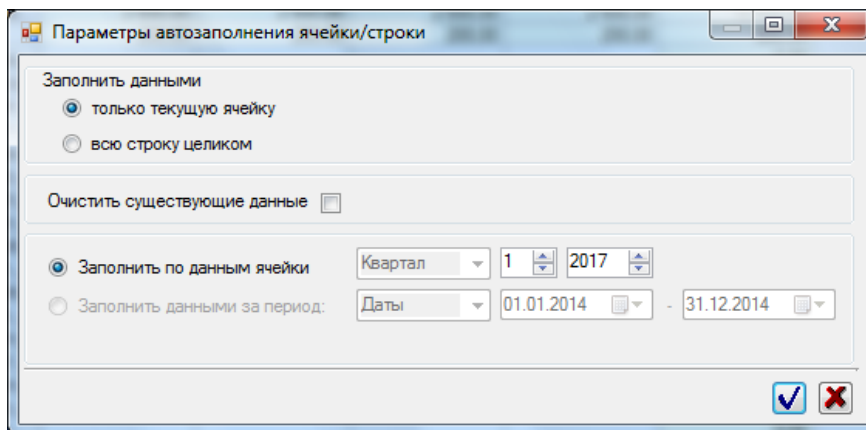 Параметры автозаполнения ячейки/строки
Заполнить данными
только текущую ячейку
всю строку целиком
Очистить существующие данные
Заполнить по данным ячейки Квартал 1 2017
Заполнить данными за период: Даты 01.01.2014 - 31.12.2014